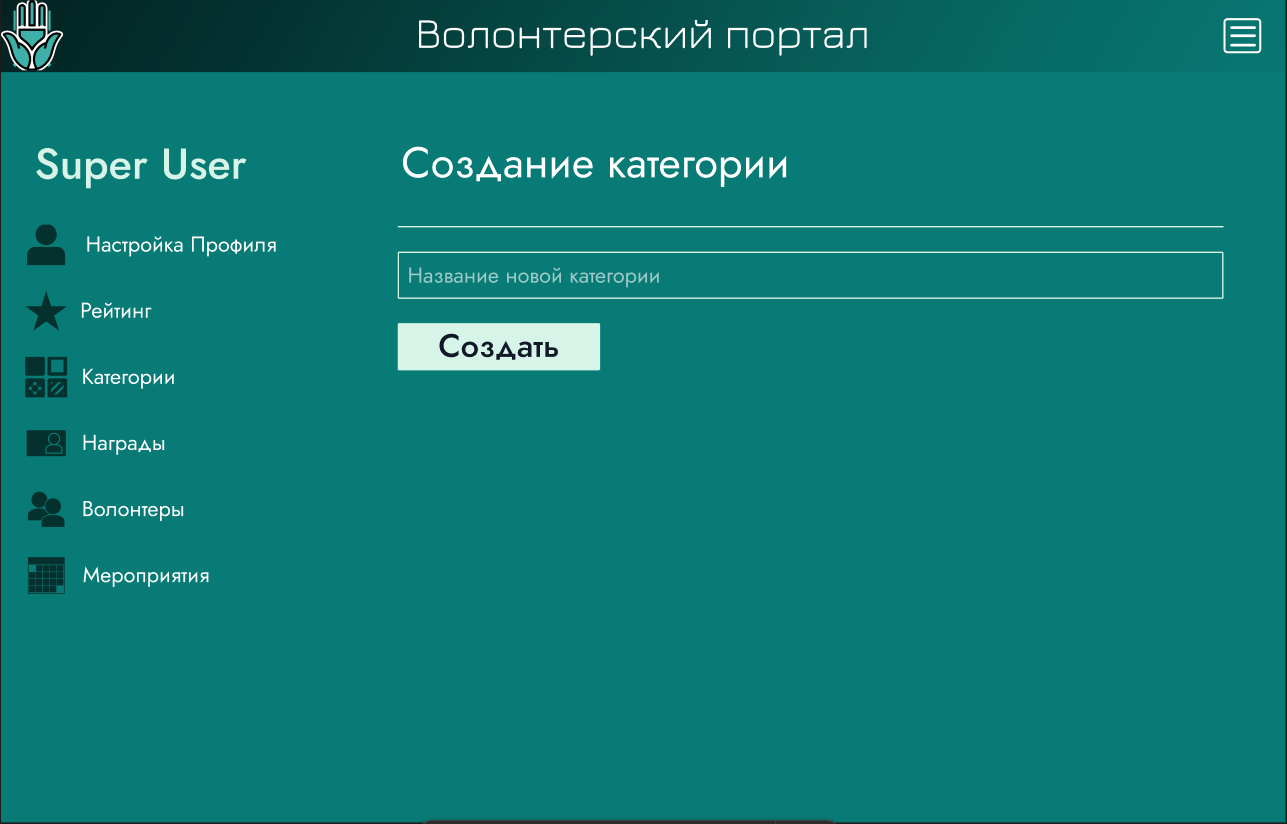 Волонтерский портал
Super User
Настройка Профиля
Рейтинг
Категории
Награды
Волонтеры
Мероприятия
Создание категории
Название новой категории
Создать